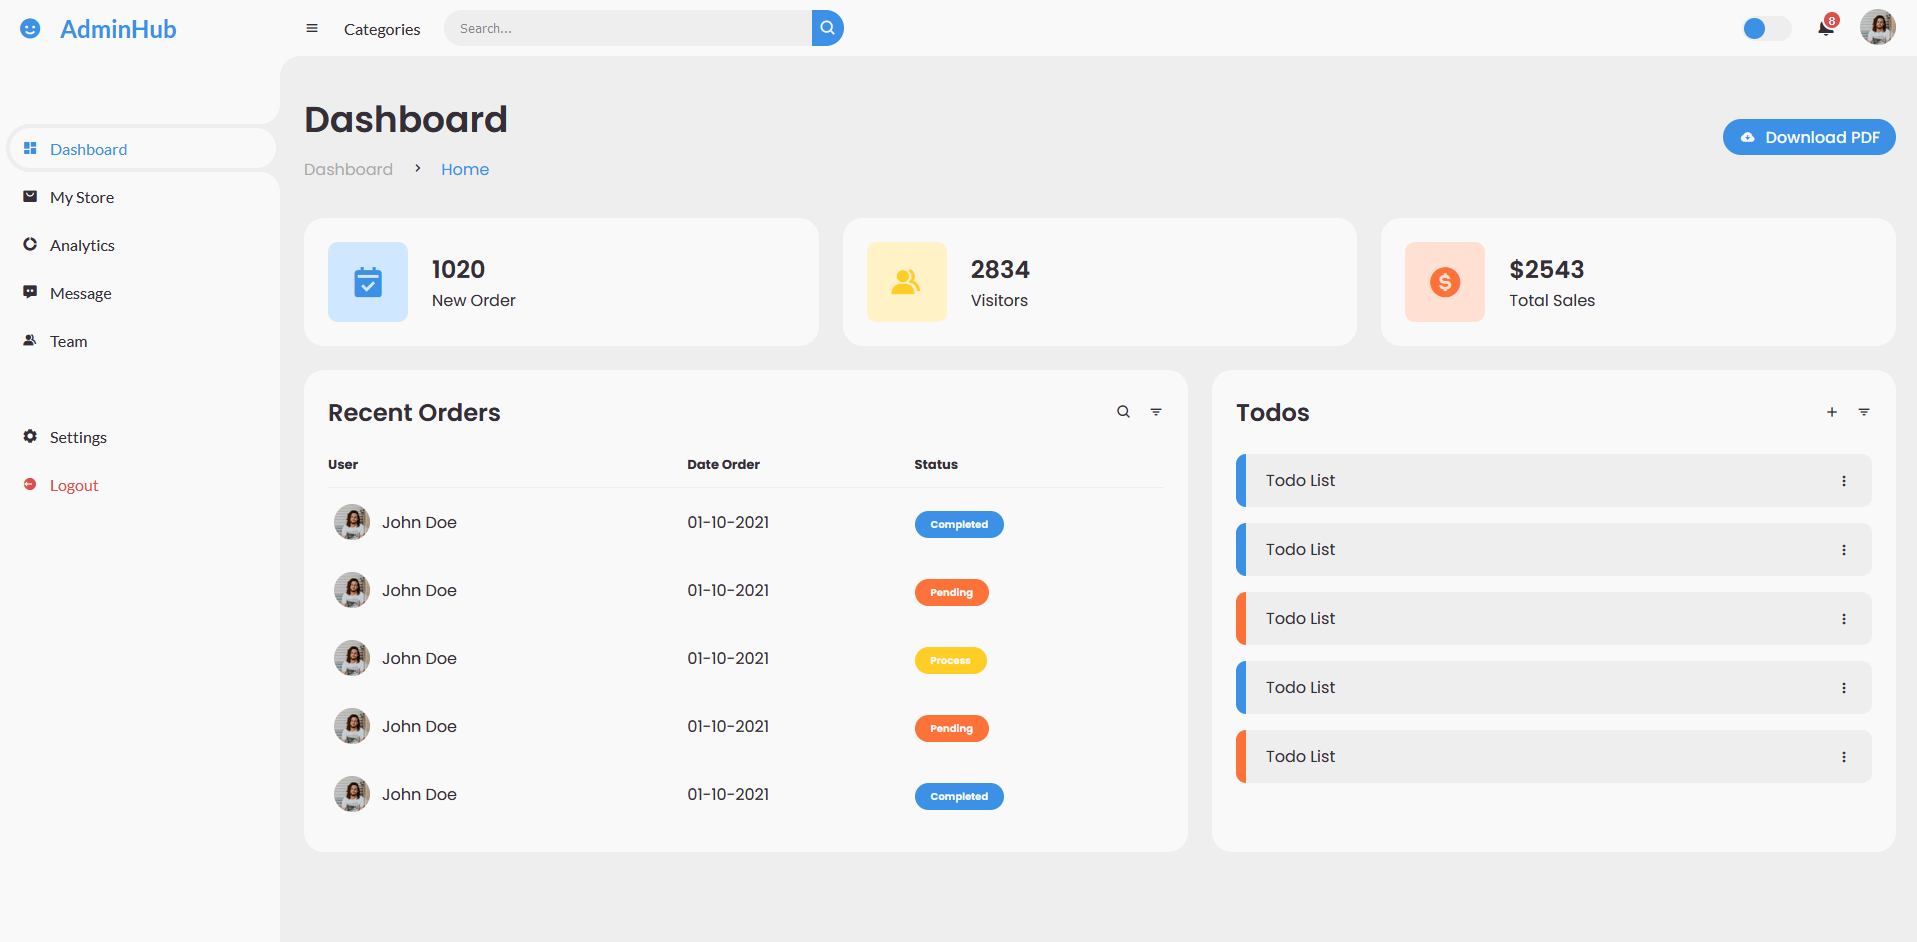 AdminHub
Categories
Search...
8
Dashboard
My Store
Analytics
Message
Team
Settings
Logout
Dashboard
Dashboard > Home
Download PDF
1020
New Order
2834
Visitors
$2543
Total Sales
Recent Orders
User Date Order Status
John Doe 01-10-2021 Completed
John Doe 01-10-2021 Pending
John Doe 01-10-2021 Process
John Doe 01-10-2021 Pending
John Doe 01-10-2021 Completed
Todos
Todo List
Todo List
Todo List
Todo List
Todo List